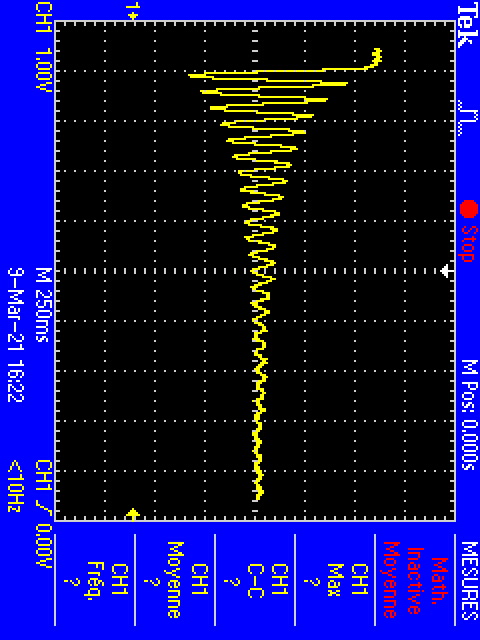 Tek
Stop
M Pos: 0.000s
MESURES
Math.
Inactive
Moyenne
CH1
Max
?
CH1
C-C
?
CH1
Moyenne
?
CH1
Fréq.
?
1
CH1 1.00V
M 250ms
CH1 / 0.00V
9-Mar-21 16:22
<10Hz